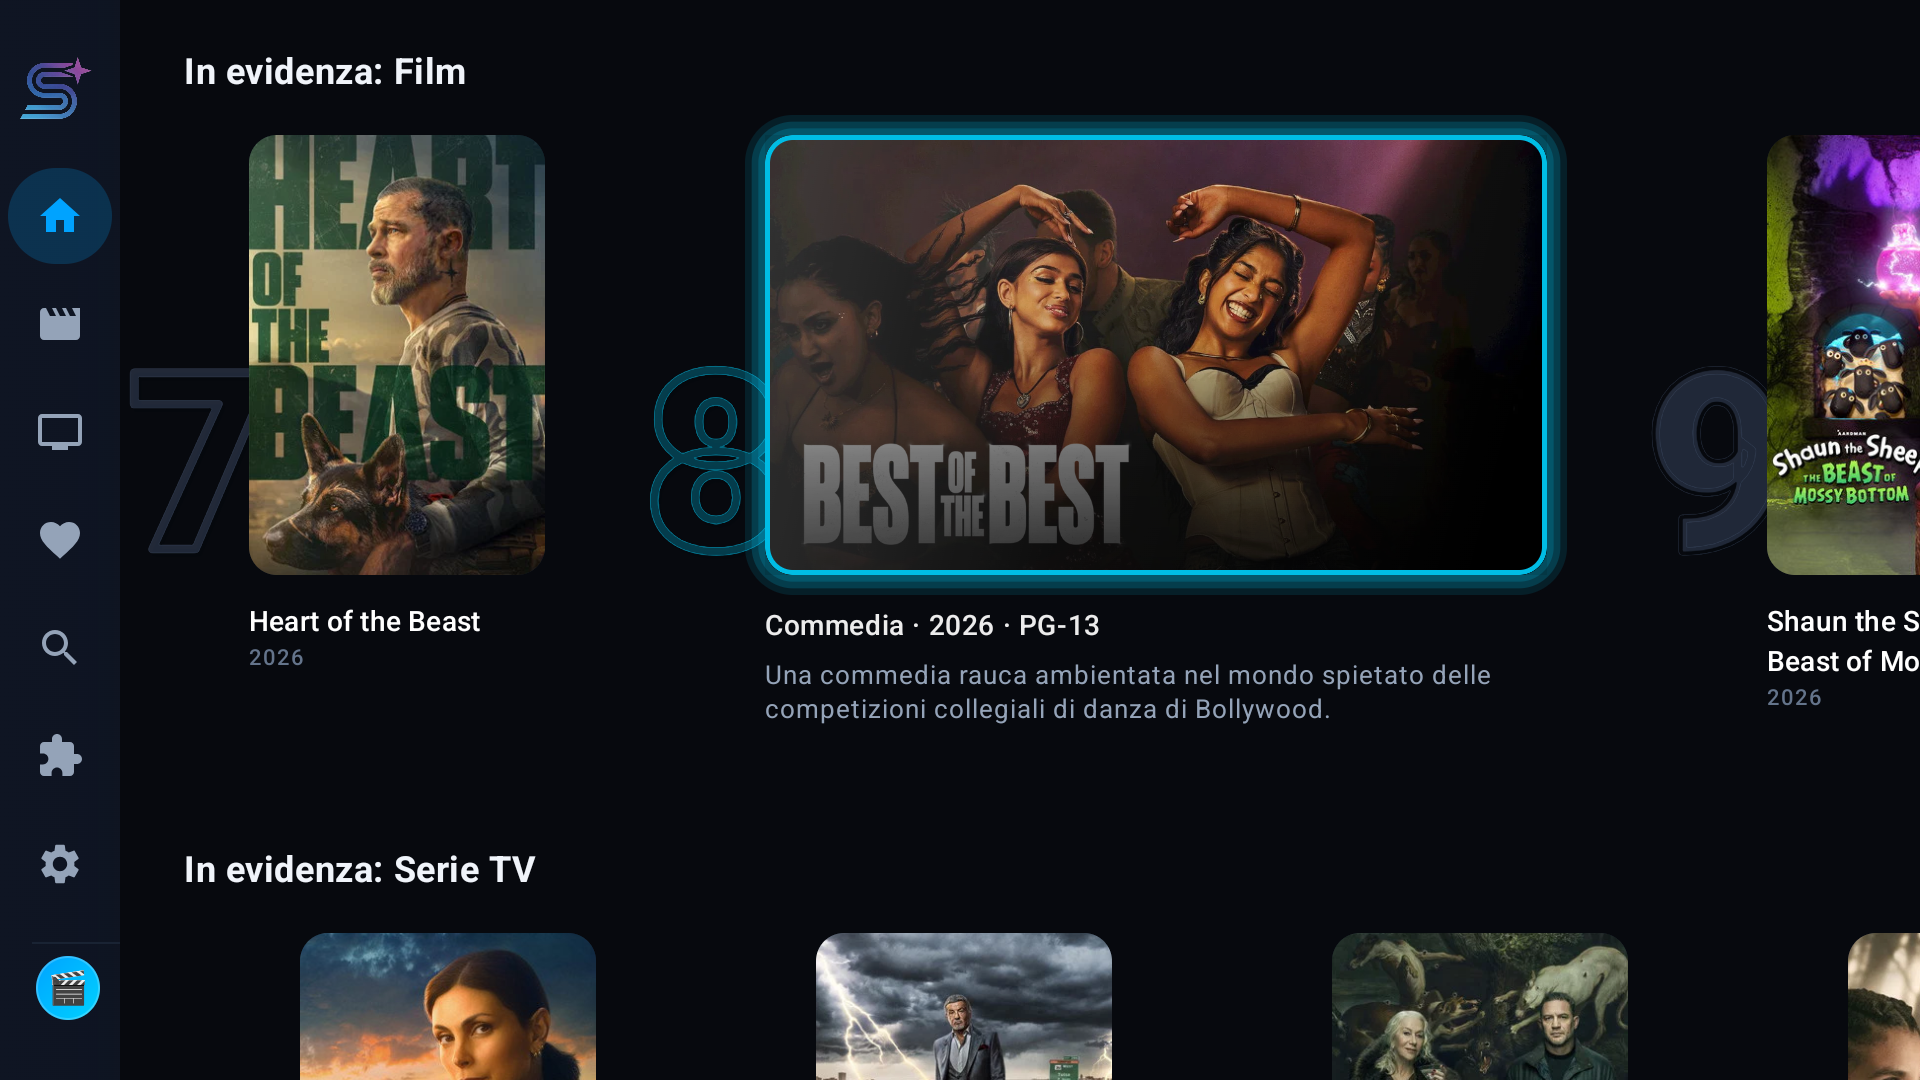 In evidenza: Film
HEART
OF
THE
BEAST
7
8
BEST OF THE BEST
9
AARDMAN
Shaun the Sheep
THE BEAST OF
MOSSY BOTTOM
Heart of the Beast
2026
Commedia · 2026 · PG-13
Una commedia rauca ambientata nel mondo spietato delle
competizioni collegiali di danza di Bollywood.
Shaun the S
Beast of Mo
2026
In evidenza: Serie TV